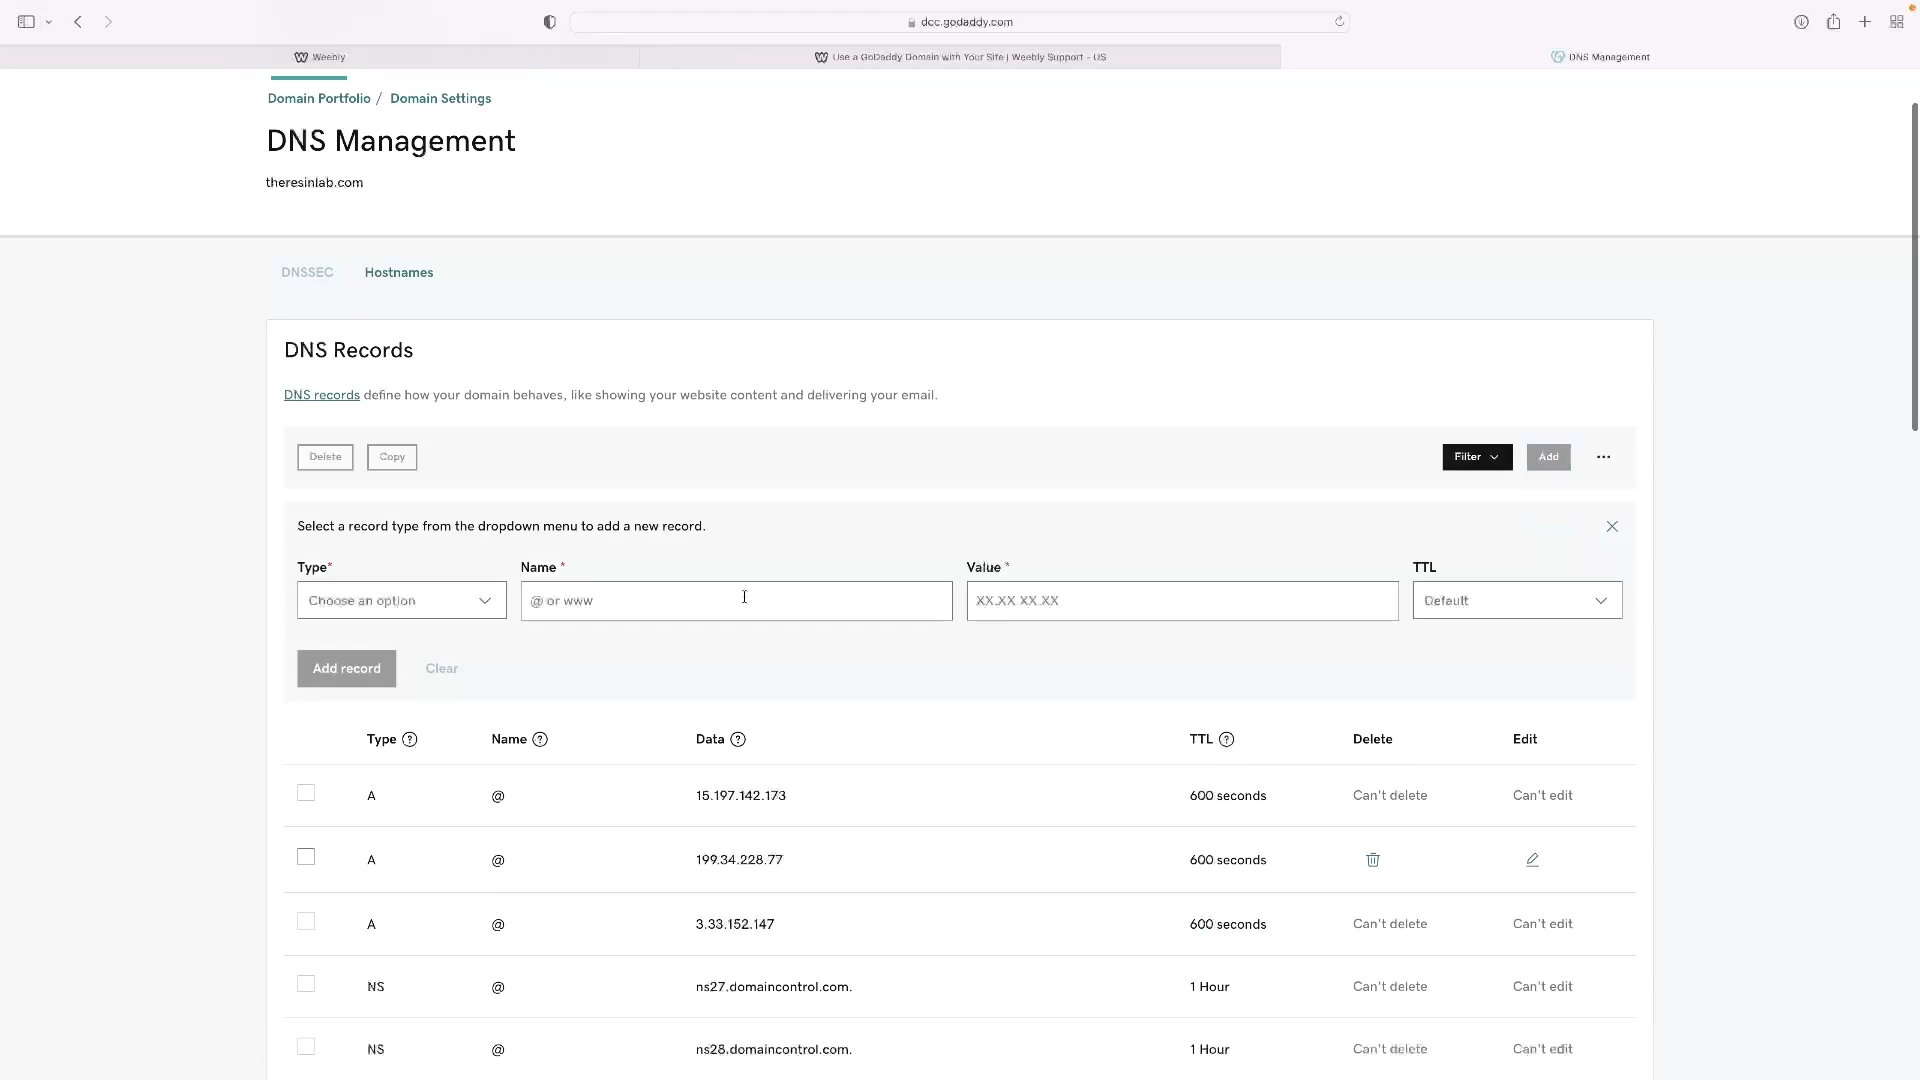 dcc.godaddy.com
Weebly
Use a GoDaddy Domain with Your Site | Weebly Support - US
DNS Management
Domain Portfolio / Domain Settings
DNS Management
theresinlab.com
DNSSEC Hostnames
DNS Records
DNS records define how your domain behaves, like showing your website content and delivering your email.
Delete Copy Filter Add ...
Select a record type from the dropdown menu to add a new record.
Type* Name * Value * TTL
Choose an option @ or www XX.XX.XX.XX Default
Add record Clear
Type ? Name ? Data ? TTL ? Delete Edit
A @ 15.197.142.173 600 seconds Can't delete Can't edit
A @ 199.34.228.77 600 seconds
A @ 3.33.152.147 600 seconds Can't delete Can't edit
NS @ ns27.domaincontrol.com. 1 Hour Can't delete Can't edit
NS @ ns28.domaincontrol.com. 1 Hour Can't delete Can't edit